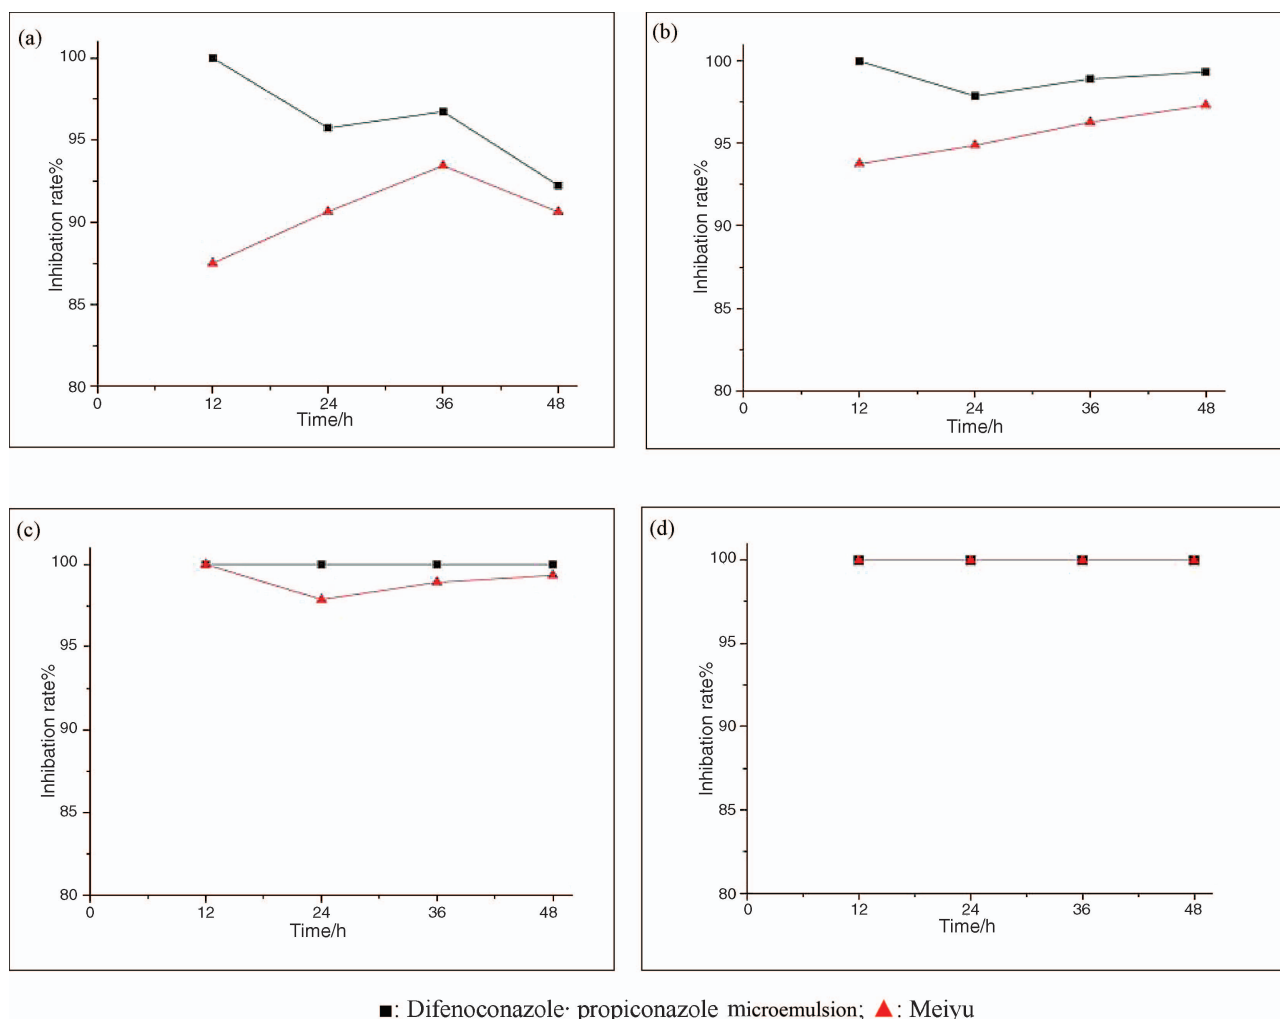 (a)
100
95
90
85
80
Inhibation rate%
0 12 24 36 48
Time/h
(b)
100
95
90
85
80
Inhibation rate%
0 12 24 36 48
Time/h
(c)
100
95
90
85
80
Inhibation rate%
0 12 24 36 48
Time/h
(d)
100
95
90
85
80
Inhibation rate%
0 12 24 36 48
Time/h
■: Difenoconazole· propiconazole microemulsion; ▲: Meiyu